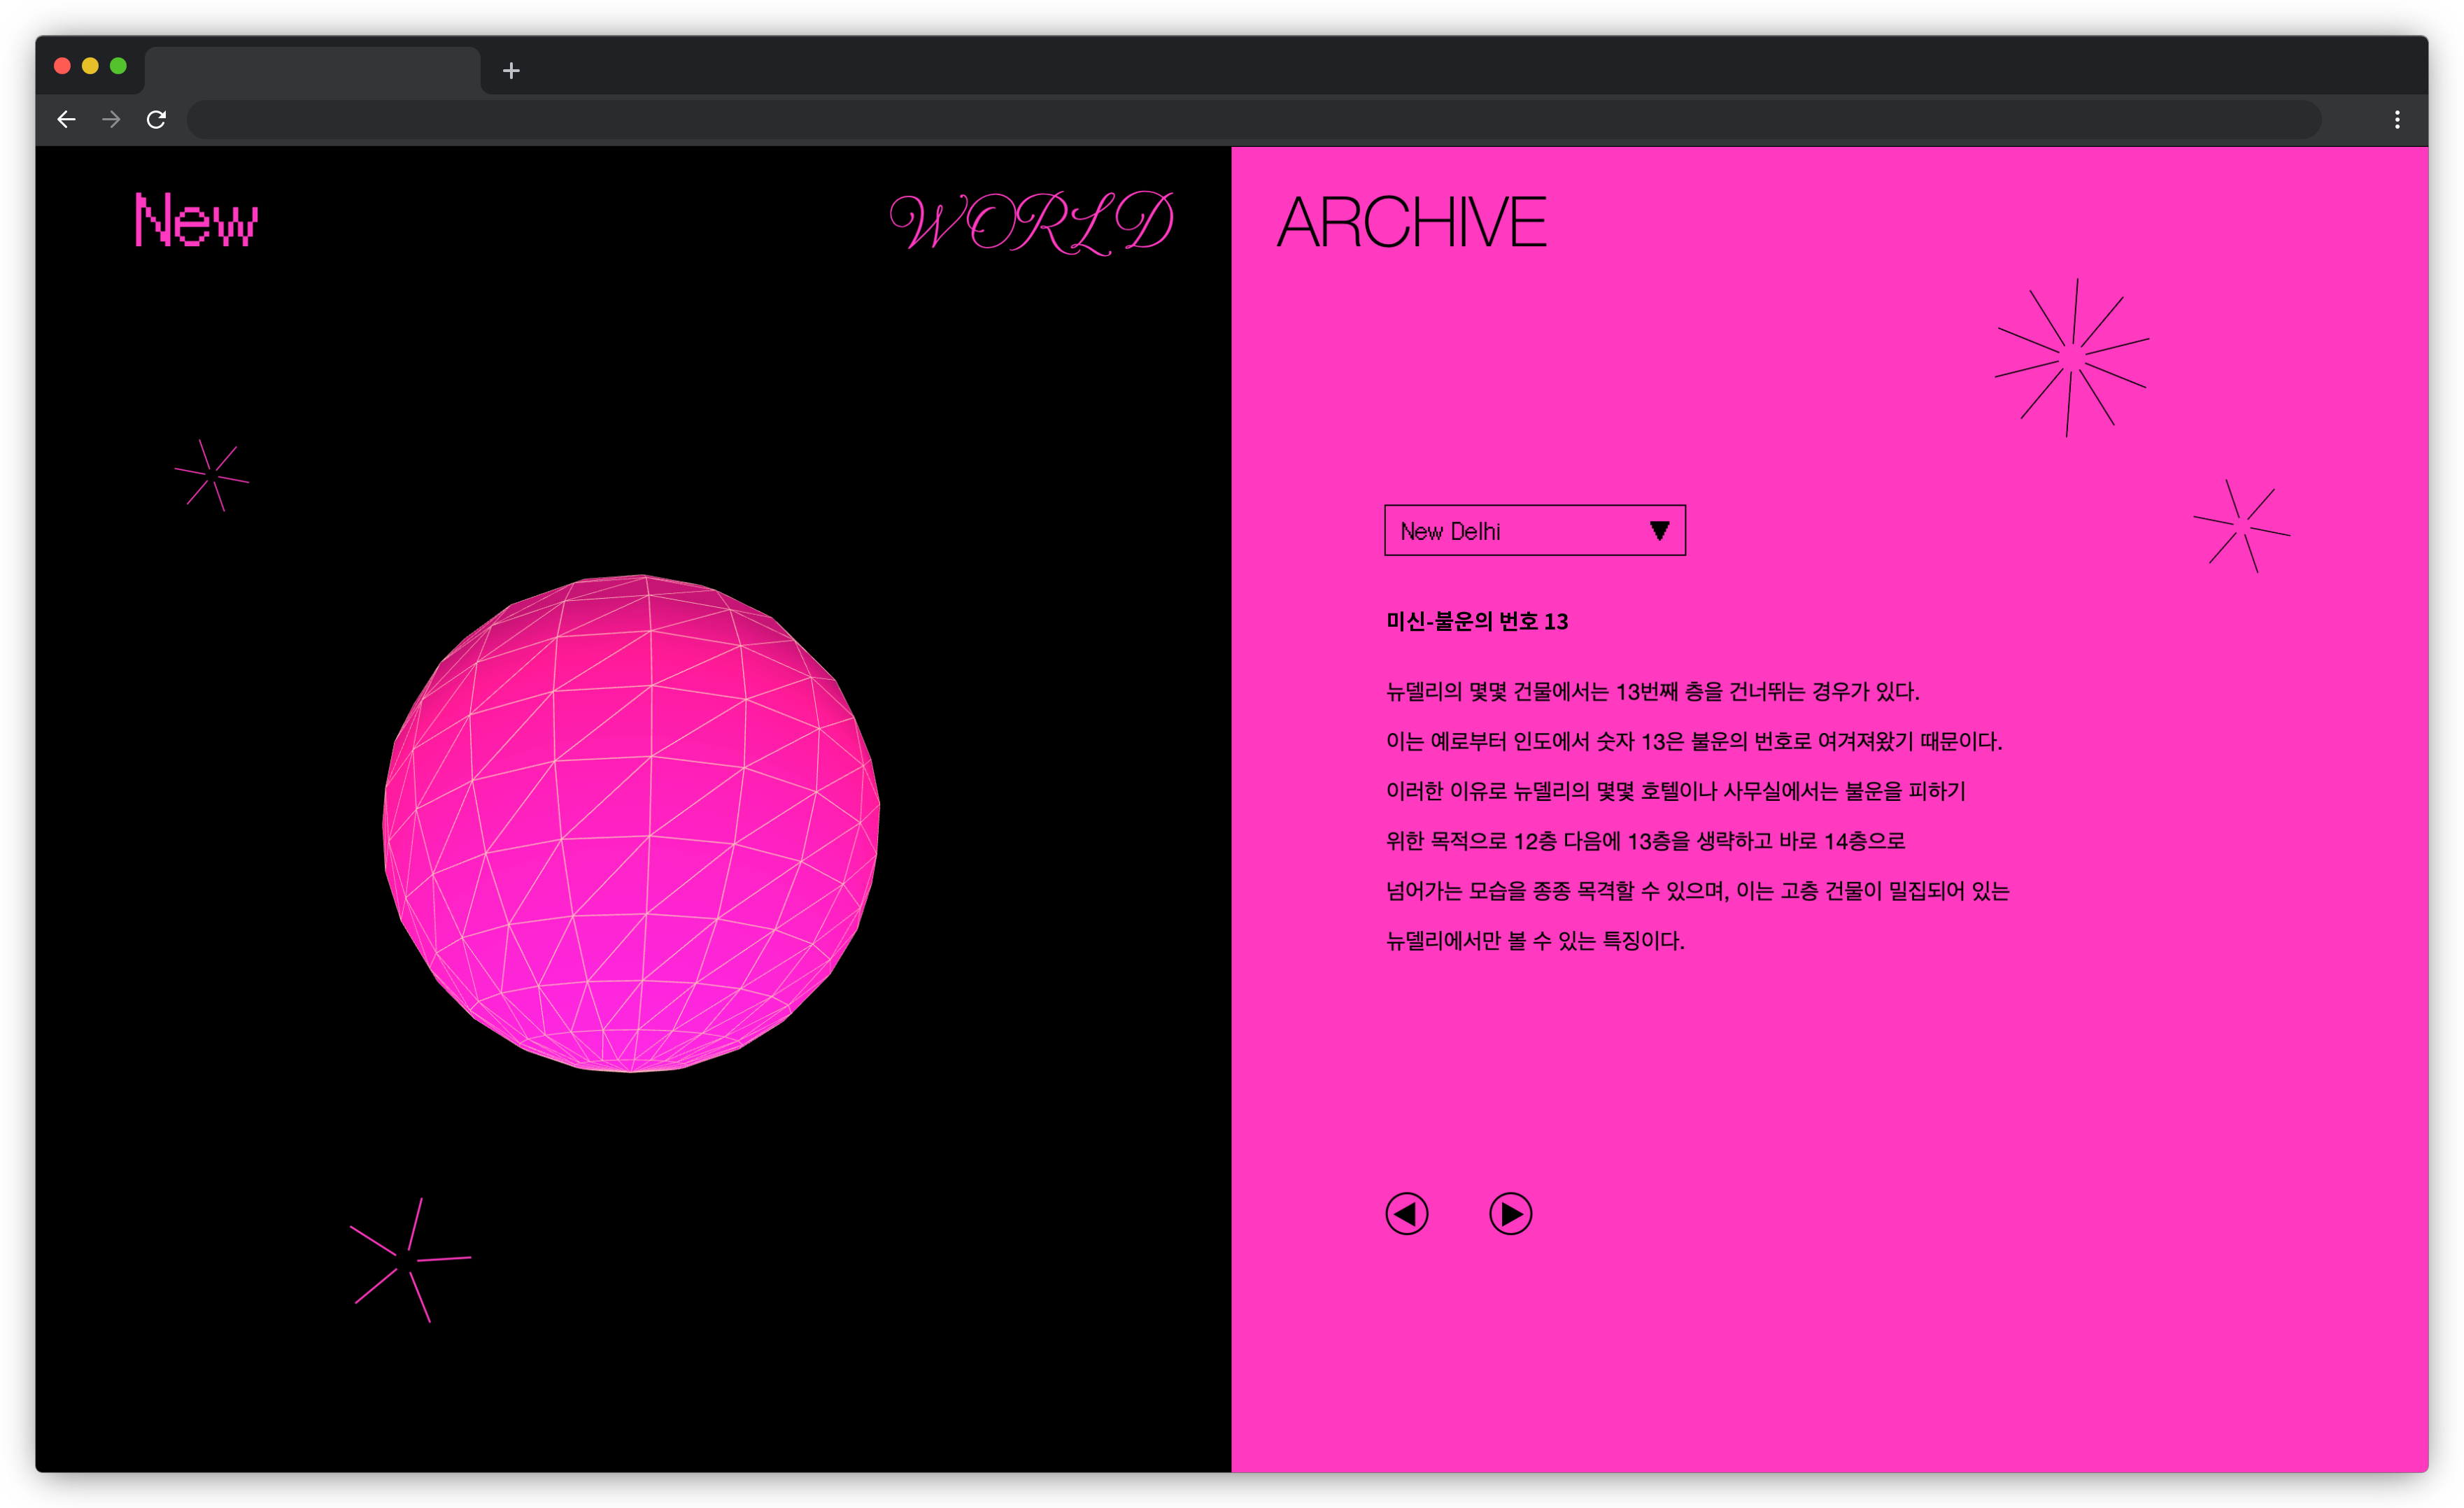 New WORLD ARCHIVE
New Delhi
미신-불운의 번호 13
뉴델리의 몇몇 건물에서는 13번째 층을 건너뛰는 경우가 있다.
이는 예로부터 인도에서 숫자 13은 불운의 번호로 여겨져왔기 때문이다.
이러한 이유로 뉴델리의 몇몇 호텔이나 사무실에서는 불운을 피하기
위한 목적으로 12층 다음에 13층을 생략하고 바로 14층으로
넘어가는 모습을 종종 목격할 수 있으며, 이는 고층 건물이 밀집되어 있는
뉴델리에서만 볼 수 있는 특징이다.